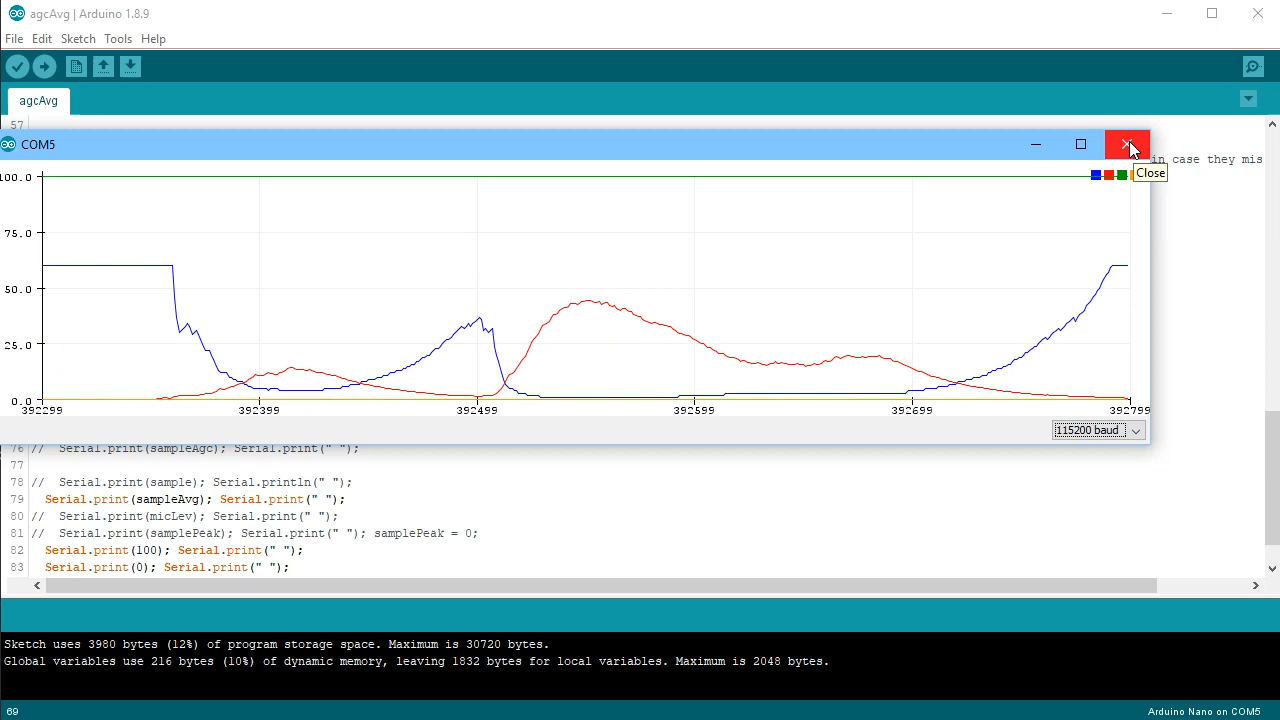 agcAvg | Arduino 1.8.9
File Edit Sketch Tools Help
agcAvg
57
COM5
in case they mis
Close
100.0
75.0
50.0
25.0
0.0
392299 392399 392499 392599 392699 392799
115200 baud
76 // Serial.print(sampleAgc); Serial.print(" ");
77
78 // Serial.print(sample); Serial.println(" ");
79 Serial.print(sampleAvg); Serial.print(" ");
80 // Serial.print(micLev); Serial.print(" ");
81 // Serial.print(samplePeak); Serial.print(" "); samplePeak = 0;
82 Serial.print(100); Serial.print(" ");
83 Serial.print(0); Serial.print(" ");
Sketch uses 3980 bytes (12%) of program storage space. Maximum is 30720 bytes.
Global variables use 216 bytes (10%) of dynamic memory, leaving 1832 bytes for local variables. Maximum is 2048 bytes.
69
Arduino Nano on COM5